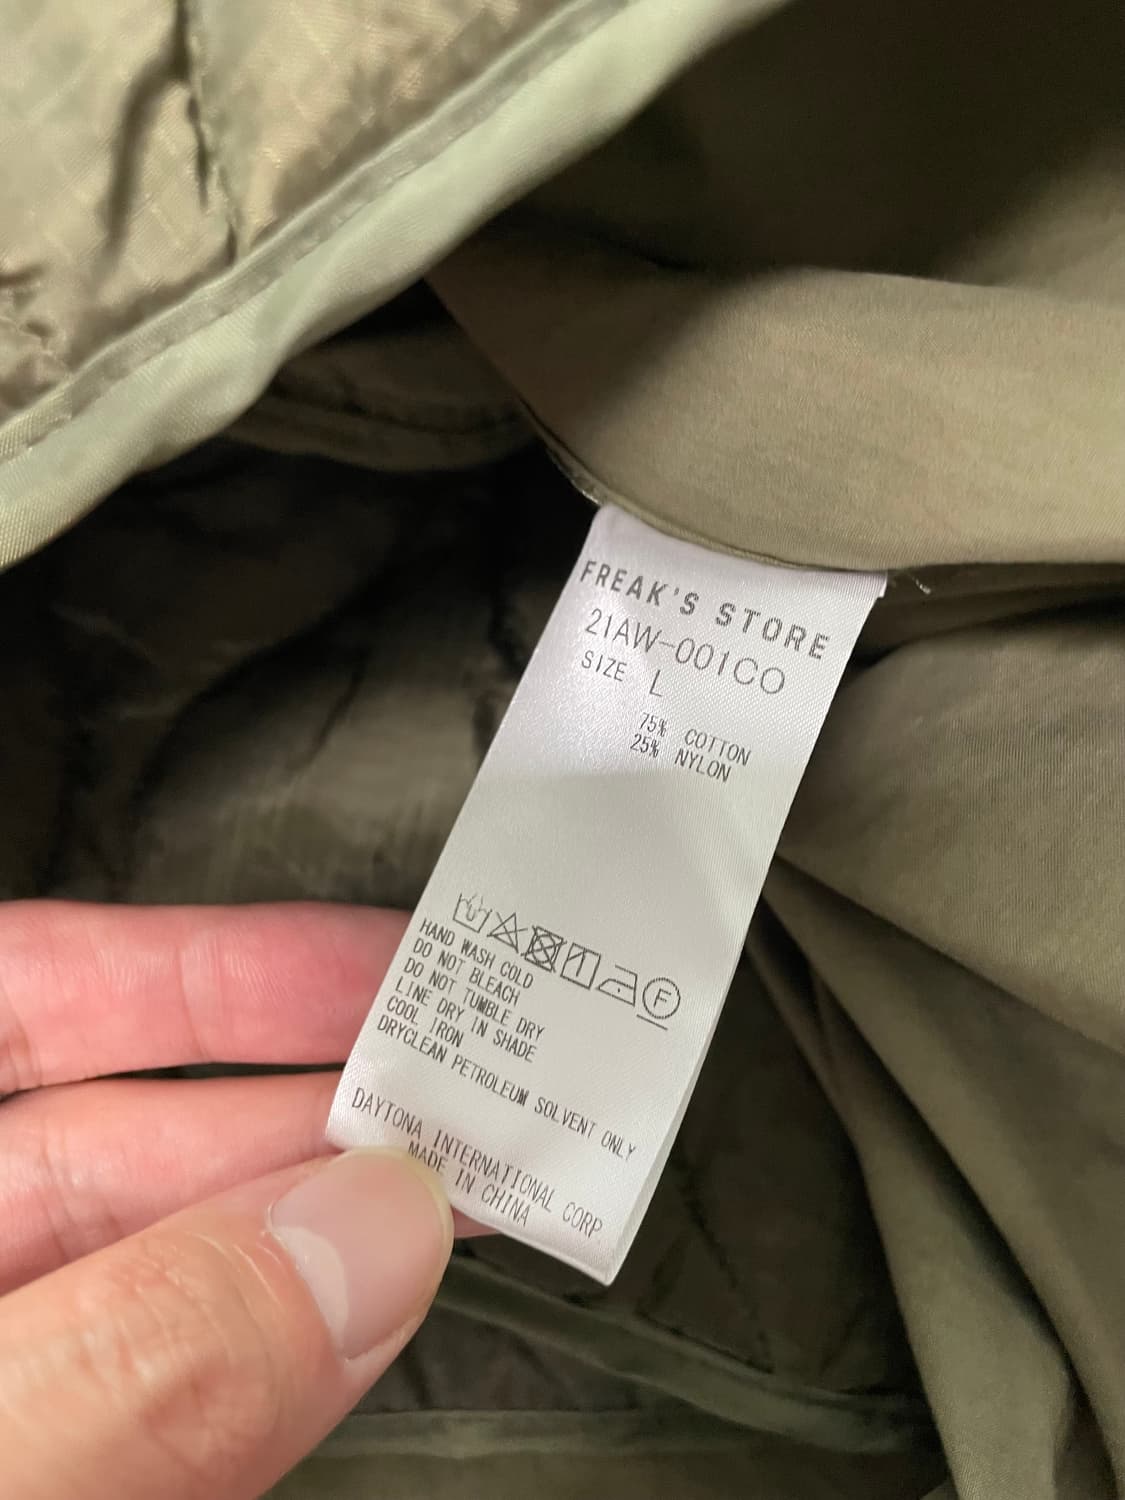 FREAK'S STORE
21AW-001CO
SIZE L
75% COTTON
25% NYLON
F
HAND WASH COLD
DO NOT BLEACH
DO NOT TUMBLE DRY
LINE DRY IN SHADE
COOL IRON
DRYCLEAN PETROLEUM SOLVENT ONLY
DAYTONA INTERNATIONAL CORP
MADE IN CHINA